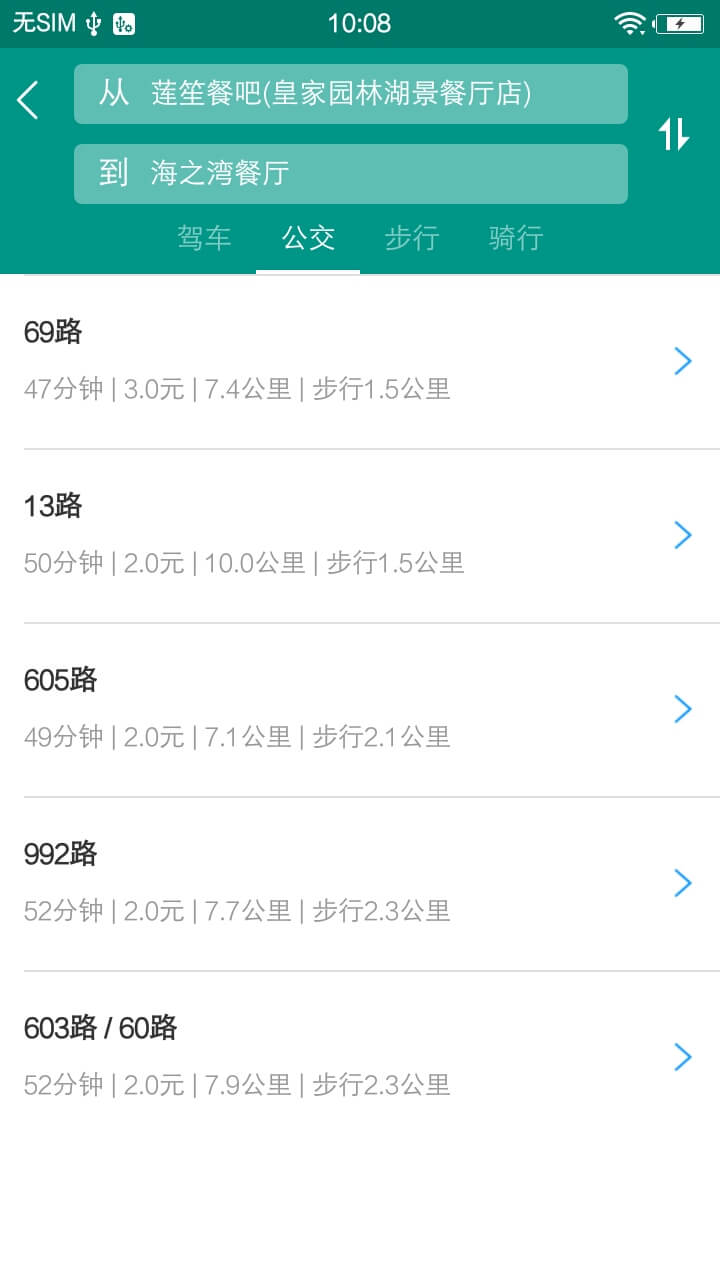 无SIM 10:08
从 莲笙餐吧(皇家园林湖景餐厅店)
到 海之湾餐厅
驾车 公交 步行 骑行
69路
47分钟 | 3.0元 | 7.4公里 | 步行1.5公里
13路
50分钟 | 2.0元 | 10.0公里 | 步行1.5公里
605路
49分钟 | 2.0元 | 7.1公里 | 步行2.1公里
992路
52分钟 | 2.0元 | 7.7公里 | 步行2.3公里
603路 / 60路
52分钟 | 2.0元 | 7.9公里 | 步行2.3公里